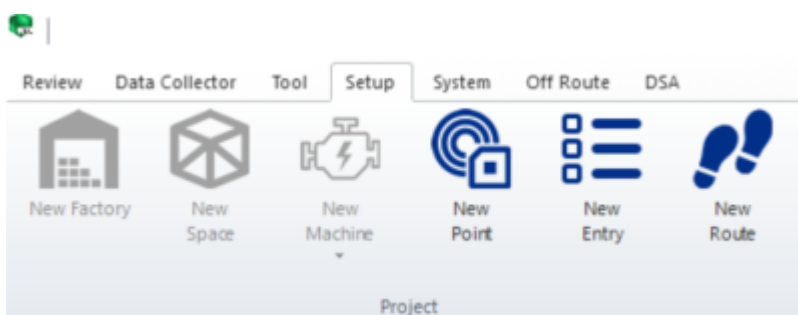 Review Data Collector Tool Setup System Off Route DSA
New Factory New Space New Machine New Point New Entry New Route
Project